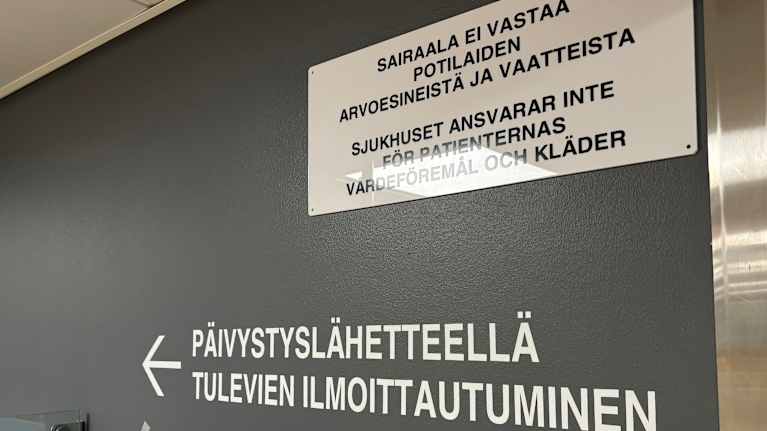 SAIRAALA EI VASTAA
POTILAIDEN
ARVOESINEISTÄ JA VAATTEISTA
SJUKHUSET ANSVARAR INTE
FÖR PATIENTERNAS
VÄRDEFÖREMÅL OCH KLÄDER
PÄIVYSTYSLÄHETTEELLÄ
TULEVIEN ILMOITTAUTUMINEN